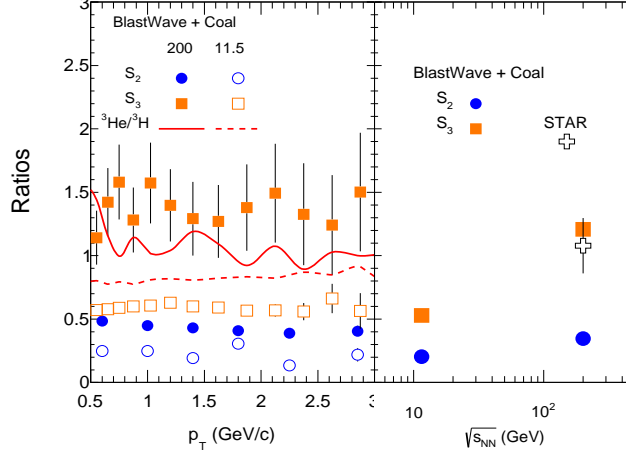 3
2.5
2
1.5
1
0.5
0
Ratios
BlastWave + Coal
200 11.5
S₂
S₃
³He/³H
0.5 1 1.5 2 2.5 3
p_T (GeV/c)
BlastWave + Coal
S₂
S₃
STAR
10 10²
√s_NN (GeV)